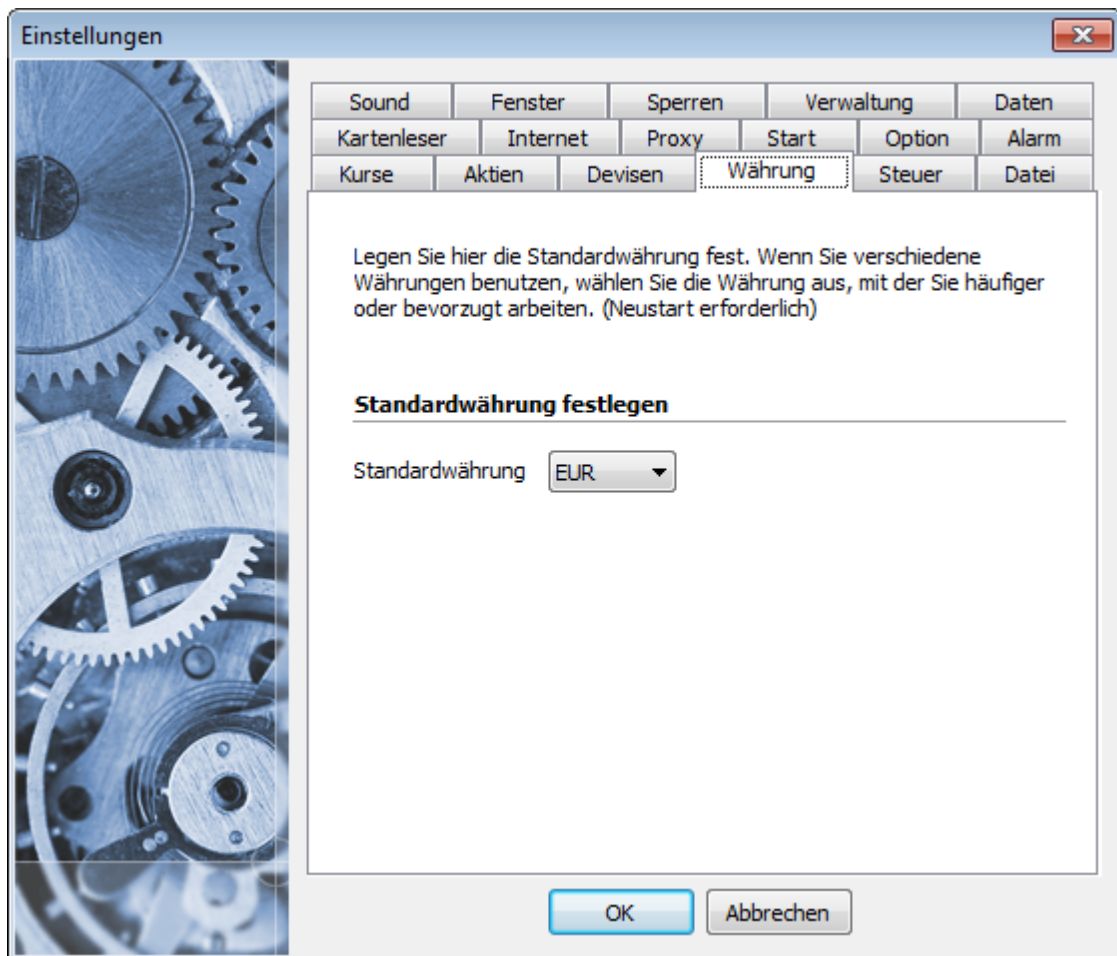 Einstellungen
Sound Fenster Sperren Verwaltung Daten
Kartenleser Internet Proxy Start Option Alarm
Kurse Aktien Devisen Währung Steuer Datei
Legen Sie hier die Standardwährung fest. Wenn Sie verschiedene
Währungen benutzen, wählen Sie die Währung aus, mit der Sie häufiger
oder bevorzugt arbeiten. (Neustart erforderlich)
Standardwährung festlegen
Standardwährung EUR
OK Abbrechen